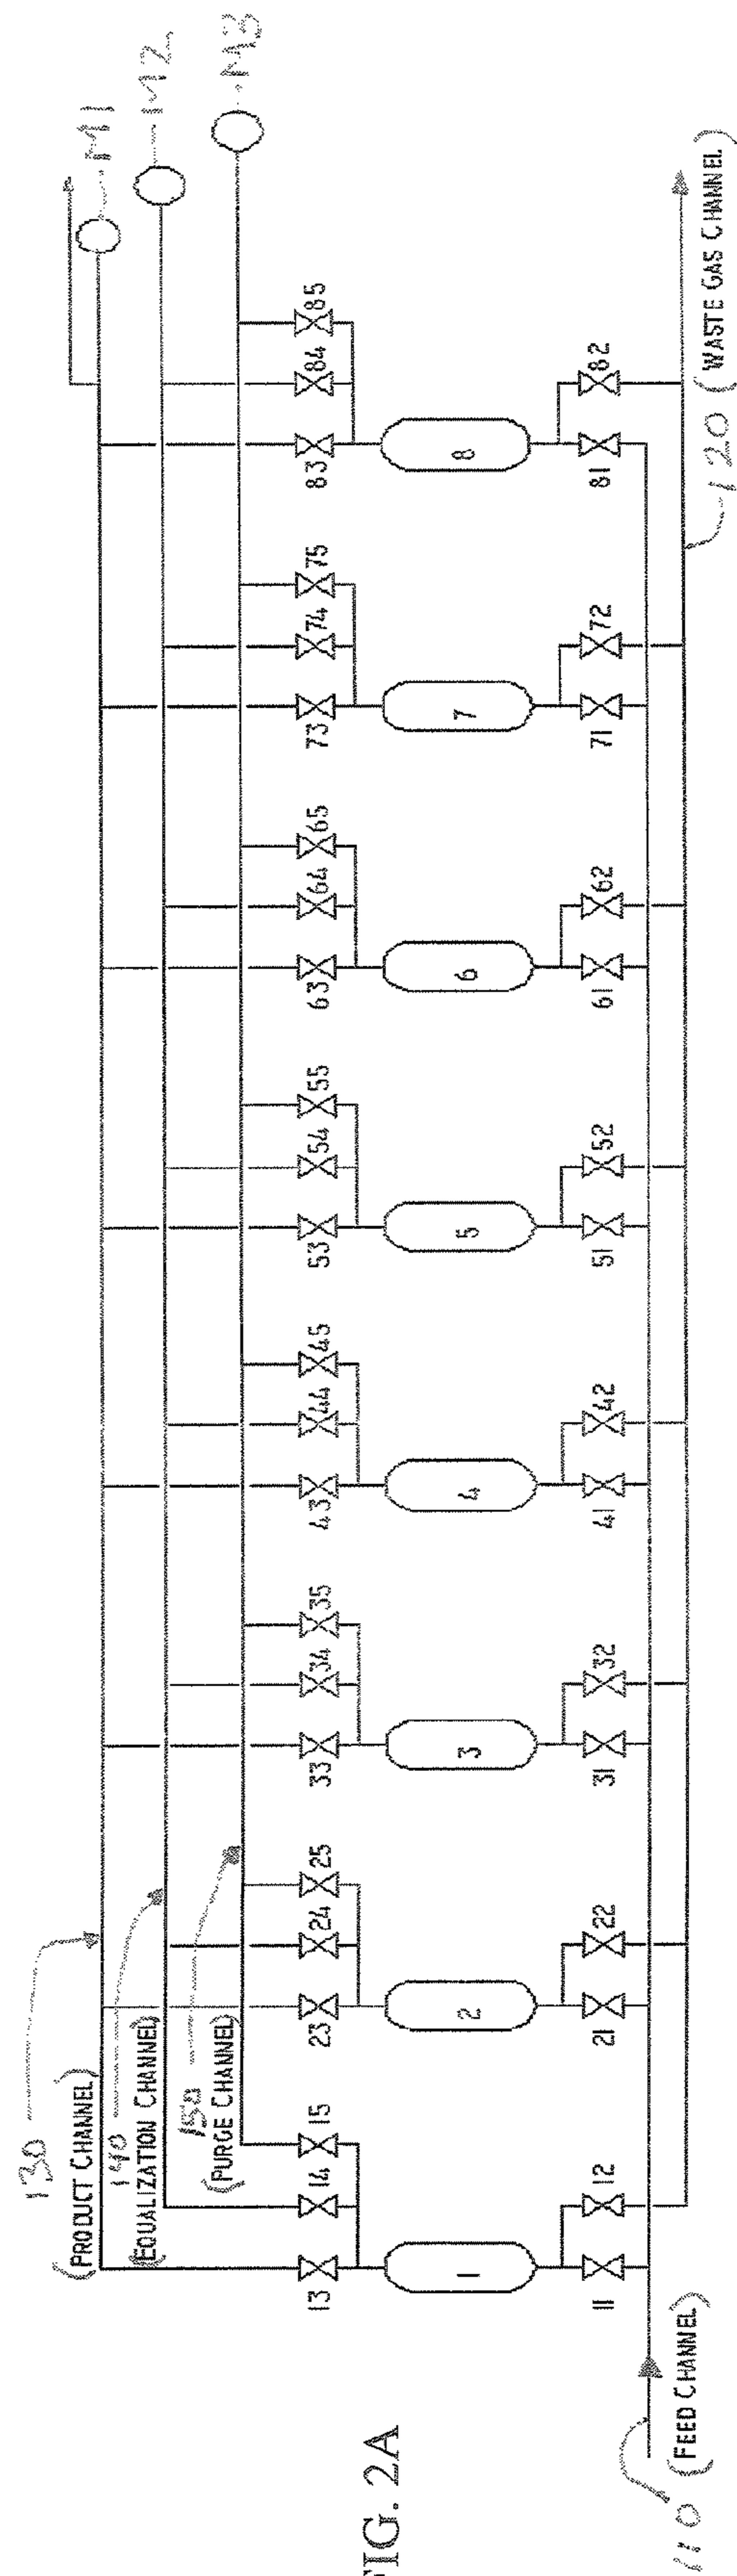 130
(PRODUCT CHANNEL)
M1
140
(EQUALIZATION CHANNEL)
M2
150
(PURGE CHANNEL)
M3
13 14 15 23 24 25 33 34 35 43 44 45 53 54 55 63 64 65 73 74 75 83 84 85
FIG. 2A
1 2 3 4 5 6 7 8
11 12 21 22 31 32 41 42 51 52 61 62 71 72 81 82
110 (FEED CHANNEL)
120 (WASTE GAS CHANNEL)